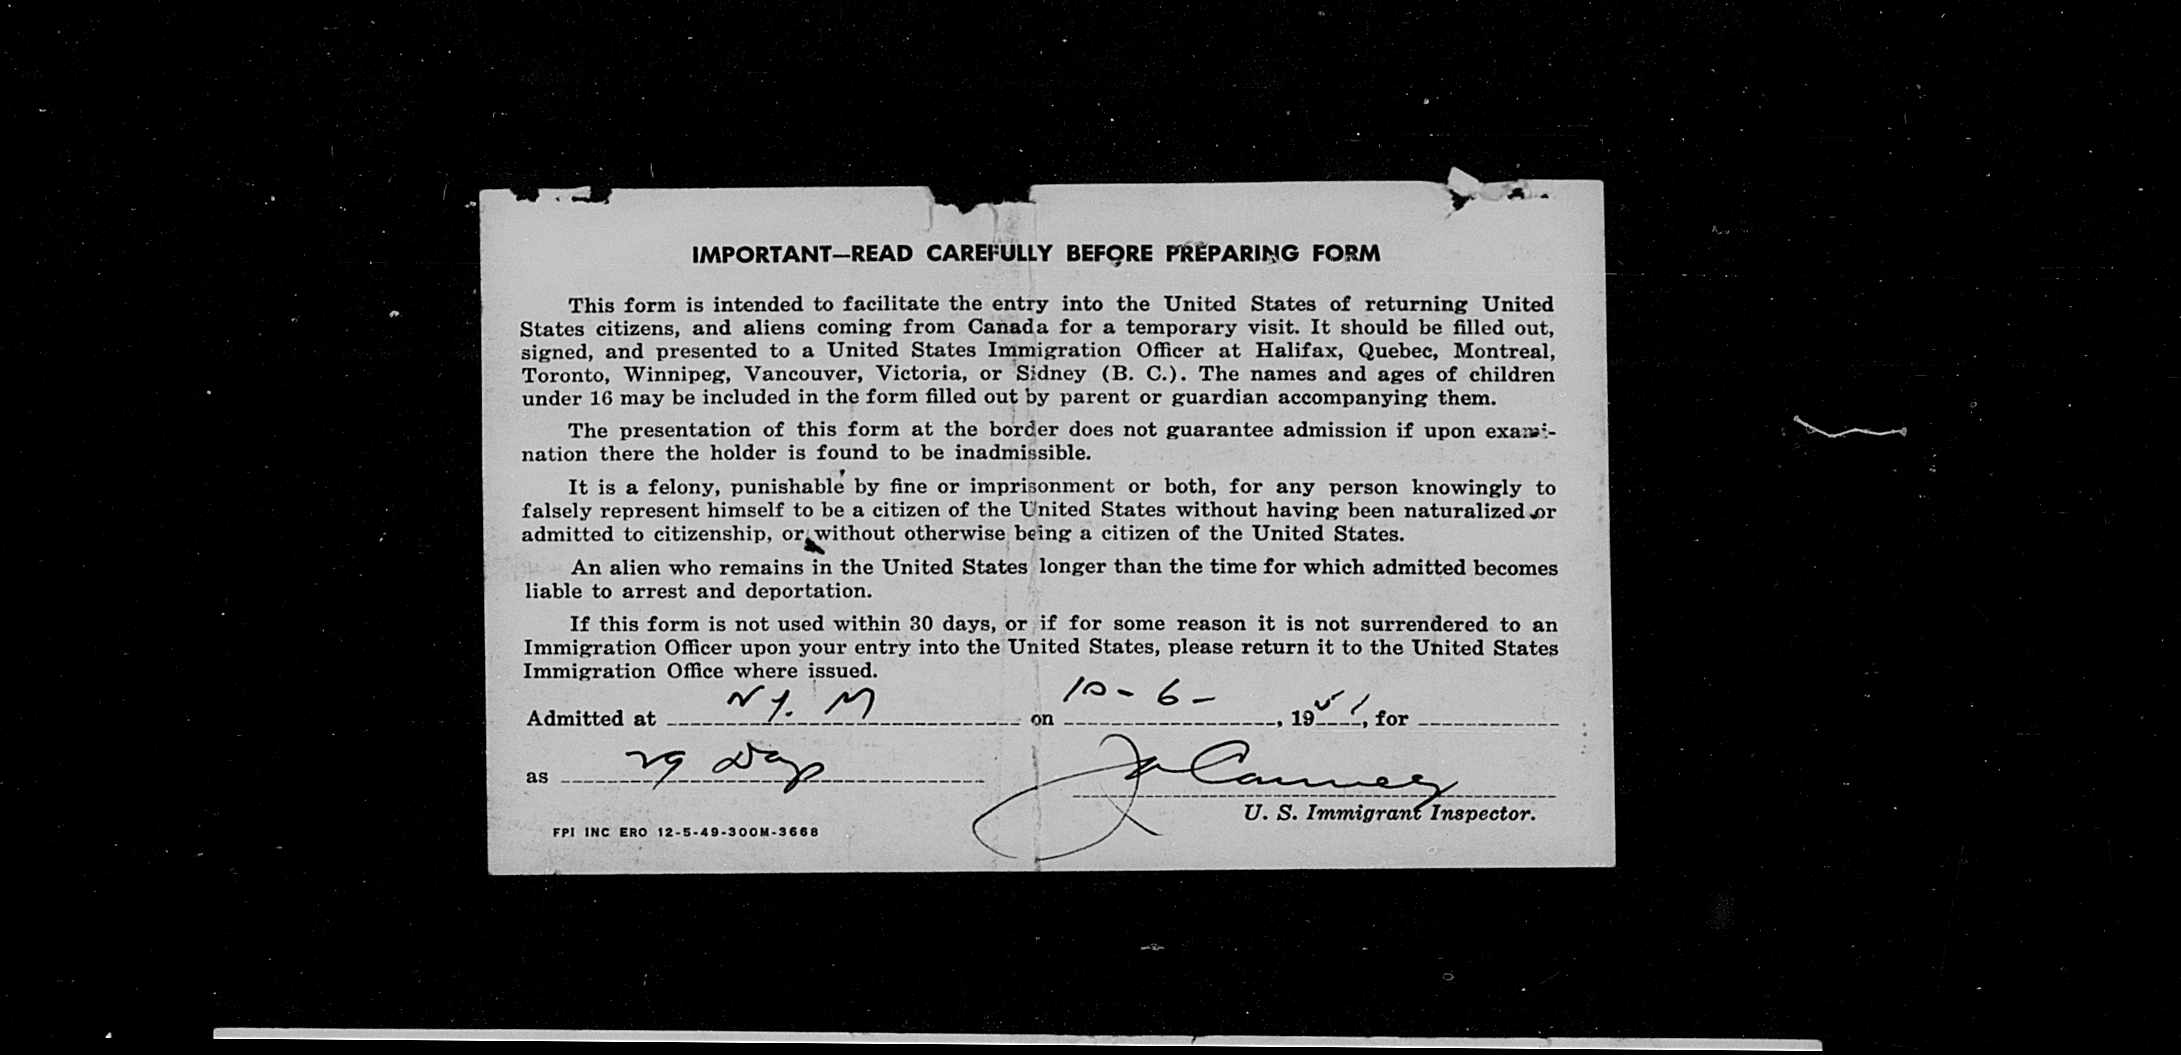 IMPORTANT—READ CAREFULLY BEFORE PREPARING FORM
This form is intended to facilitate the entry into the United States of returning United
States citizens, and aliens coming from Canada for a temporary visit. It should be filled out,
signed, and presented to a United States Immigration Officer at Halifax, Quebec, Montreal,
Toronto, Winnipeg, Vancouver, Victoria, or Sidney (B. C.). The names and ages of children
under 16 may be included in the form filled out by parent or guardian accompanying them.
The presentation of this form at the border does not guarantee admission if upon exami-
nation there the holder is found to be inadmissible.
It is a felony, punishable by fine or imprisonment or both, for any person knowingly to
falsely represent himself to be a citizen of the United States without having been naturalized or
admitted to citizenship, or without otherwise being a citizen of the United States.
An alien who remains in the United States longer than the time for which admitted becomes
liable to arrest and deportation.
If this form is not used within 30 days, or if for some reason it is not surrendered to an
Immigration Officer upon your entry into the United States, please return it to the United States
Immigration Office where issued.
Admitted at N.Y. M on 10-6-, 1951, for
as 29 Days
U. S. Immigrant Inspector.
FPI INC ERO 12-5-49-300M-3668